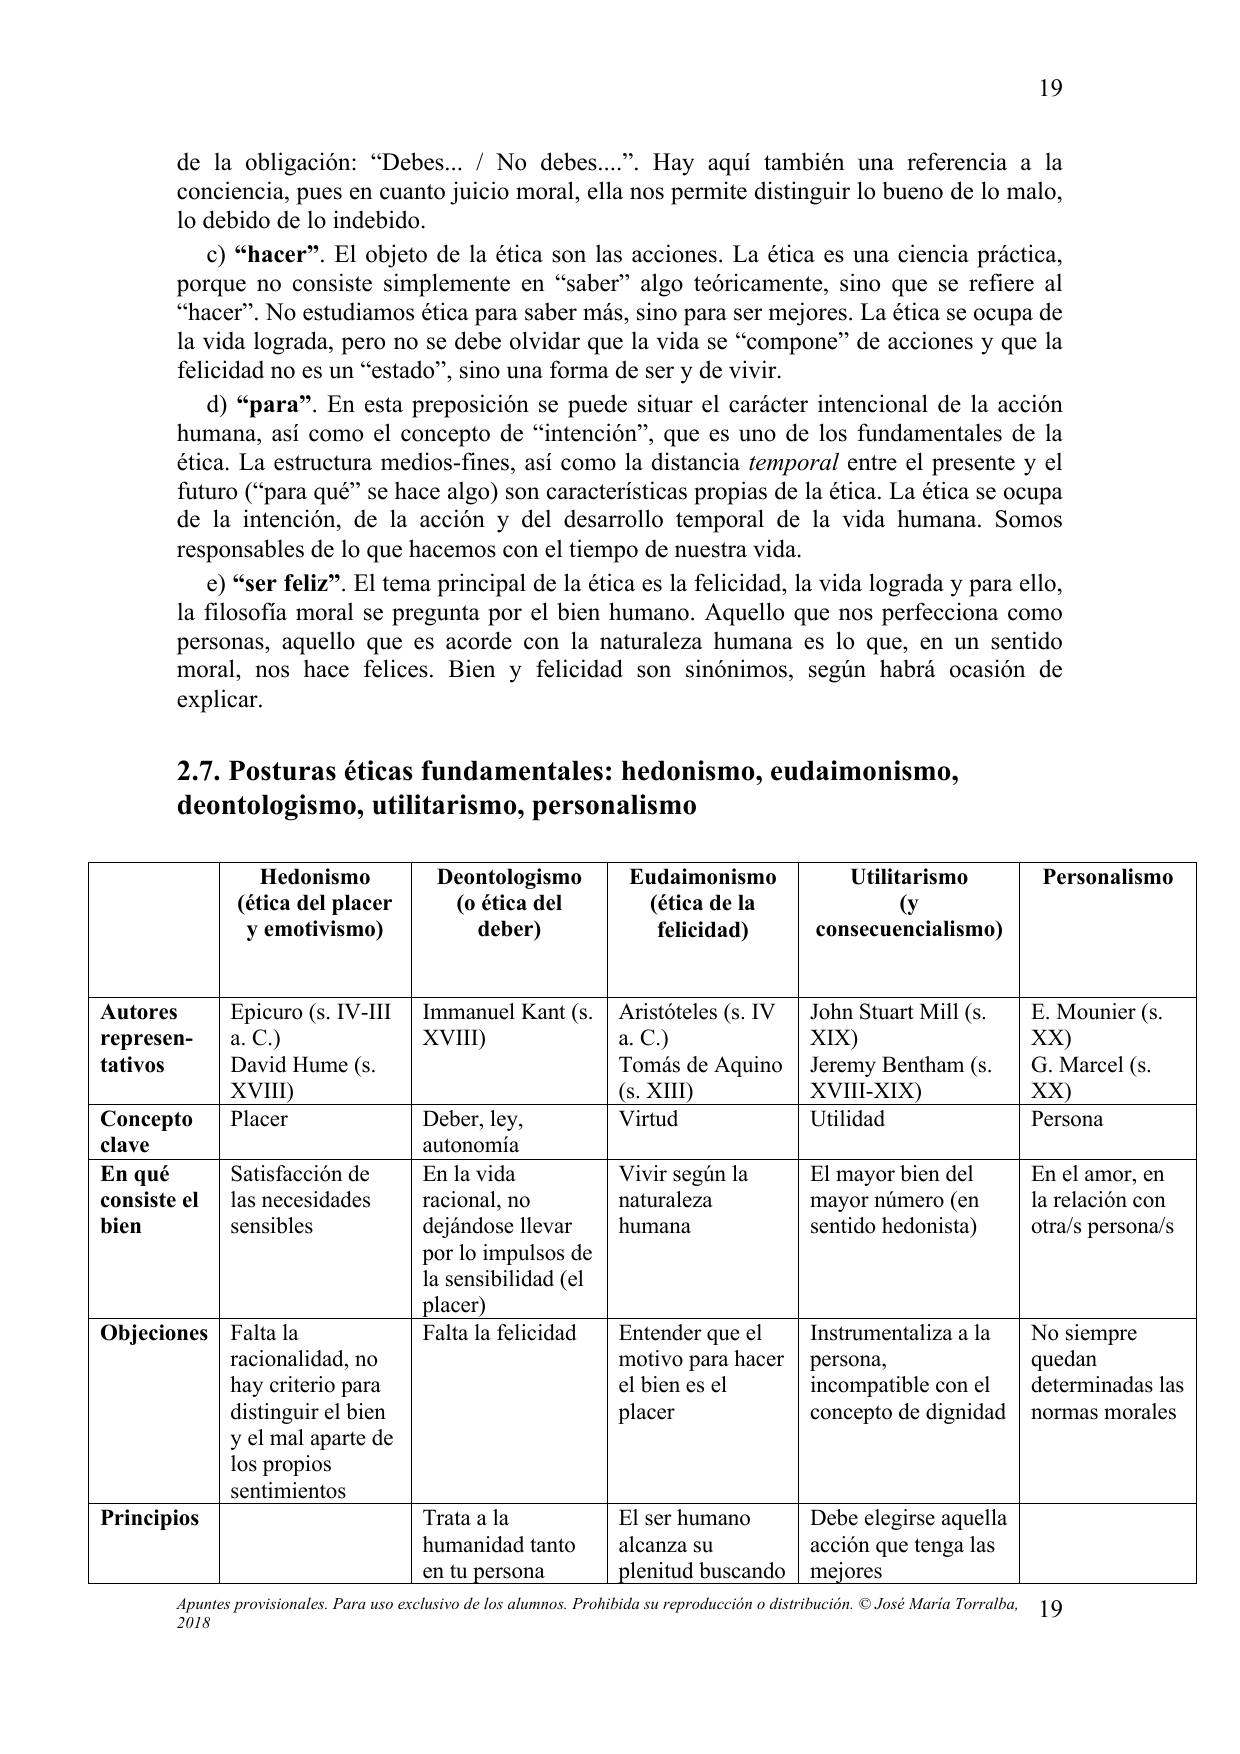 19
de la obligación: “Debes... / No debes....”. Hay aquí también una referencia a la
conciencia, pues en cuanto juicio moral, ella nos permite distinguir lo bueno de lo malo,
lo debido de lo indebido.
c) “hacer”. El objeto de la ética son las acciones. La ética es una ciencia práctica,
porque no consiste simplemente en “saber” algo teóricamente, sino que se refiere al
“hacer”. No estudiamos ética para saber más, sino para ser mejores. La ética se ocupa de
la vida lograda, pero no se debe olvidar que la vida se “compone” de acciones y que la
felicidad no es un “estado”, sino una forma de ser y de vivir.
d) “para”. En esta preposición se puede situar el carácter intencional de la acción
humana, así como el concepto de “intención”, que es uno de los fundamentales de la
ética. La estructura medios-fines, así como la distancia temporal entre el presente y el
futuro (“para qué” se hace algo) son características propias de la ética. La ética se ocupa
de la intención, de la acción y del desarrollo temporal de la vida humana. Somos
responsables de lo que hacemos con el tiempo de nuestra vida.
e) “ser feliz”. El tema principal de la ética es la felicidad, la vida lograda y para ello,
la filosofía moral se pregunta por el bien humano. Aquello que nos perfecciona como
personas, aquello que es acorde con la naturaleza humana es lo que, en un sentido
moral, nos hace felices. Bien y felicidad son sinónimos, según habrá ocasión de
explicar.
2.7. Posturas éticas fundamentales: hedonismo, eudaimonismo,
deontologismo, utilitarismo, personalismo
Hedonismo
(ética del placer
y emotivismo)
Deontologismo
(o ética del
deber)
Eudaimonismo
(ética de la
felicidad)
Utilitarismo
(y
consecuencialismo)
Personalismo
Autores
represen-
tativos
Epicuro (s. IV-III
a. C.)
David Hume (s.
XVIII)
Immanuel Kant (s.
XVIII)
Aristóteles (s. IV
a. C.)
Tomás de Aquino
(s. XIII)
John Stuart Mill (s.
XIX)
Jeremy Bentham (s.
XVIII-XIX)
E. Mounier (s.
XX)
G. Marcel (s.
XX)
Concepto
clave
Placer
Deber, ley,
autonomía
Virtud
Utilidad
Persona
En qué
consiste el
bien
Satisfacción de
las necesidades
sensibles
En la vida
racional, no
dejándose llevar
por lo impulsos de
la sensibilidad (el
placer)
Vivir según la
naturaleza
humana
El mayor bien del
mayor número (en
sentido hedonista)
En el amor, en
la relación con
otra/s persona/s
Objeciones
Falta la
racionalidad, no
hay criterio para
distinguir el bien
y el mal aparte de
los propios
sentimientos
Falta la felicidad
Entender que el
motivo para hacer
el bien es el
placer
Instrumentaliza a la
persona,
incompatible con el
concepto de dignidad
No siempre
quedan
determinadas las
normas morales
Principios
Trata a la
humanidad tanto
en tu persona
El ser humano
alcanza su
plenitud buscando
Debe elegirse aquella
acción que tenga las
mejores
Apuntes provisionales. Para uso exclusivo de los alumnos. Prohibida su reproducción o distribución. © José María Torralba,
2018
19